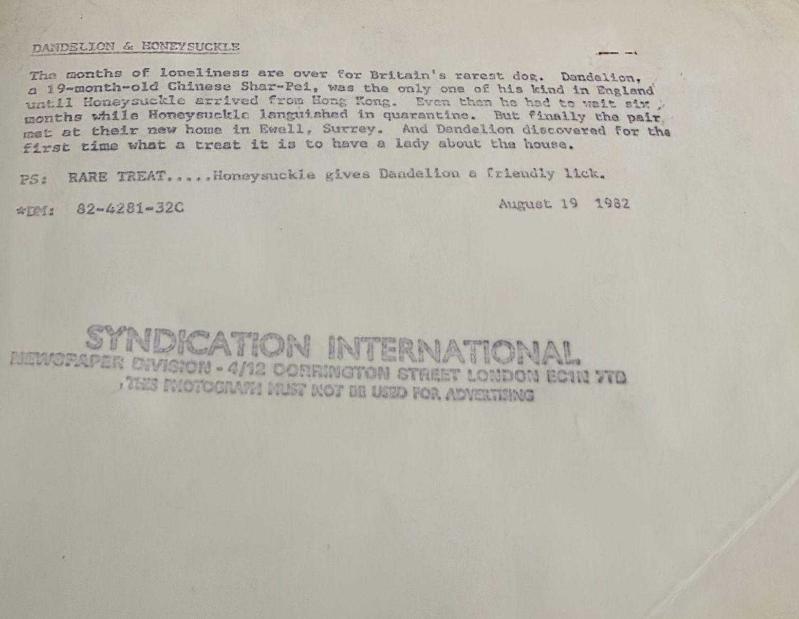 DANDELION & HONEYSUCKLE
The months of loneliness are over for Britain's rarest dog. Dandelion,
a 19-month-old Chinese Shar-Pei, was the only one of his kind in England
until Honeysuckle arrived from Hong Kong. Even then he had to wait six
months while Honeysuckle languished in quarantine. But finally the pair
met at their new home in Ewell, Surrey. And Dandelion discovered for the
first time what a treat it is to have a lady about the house.
PS: RARE TREAT.....Honeysuckle gives Dandelion a friendly lick.
*DM: 82-4281-32C August 19 1982
SYNDICATION INTERNATIONAL
NEWSPAPER DIVISION - 4/12 DORRINGTON STREET LONDON EC1N 7TB
THIS PHOTOGRAPH MUST NOT BE USED FOR ADVERTISING